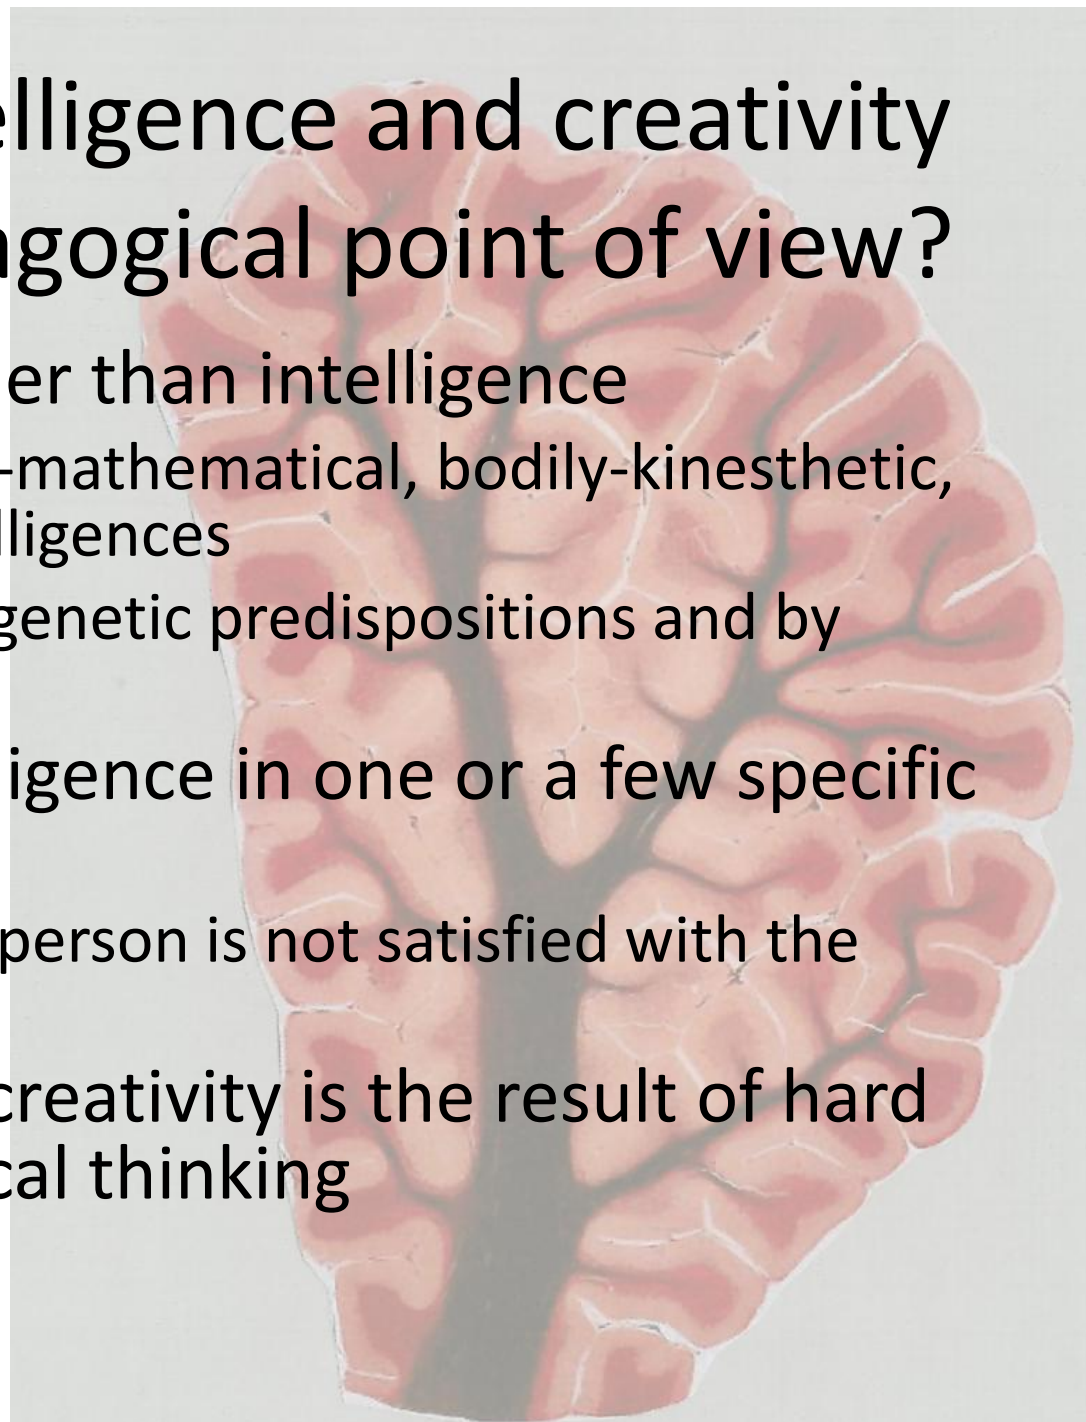 elligence and creativity
agogical point of view?
er than intelligence
-mathematical, bodily-kinesthetic,
lligences
genetic predispositions and by
igence in one or a few specific
person is not satisfied with the
creativity is the result of hard
cal thinking